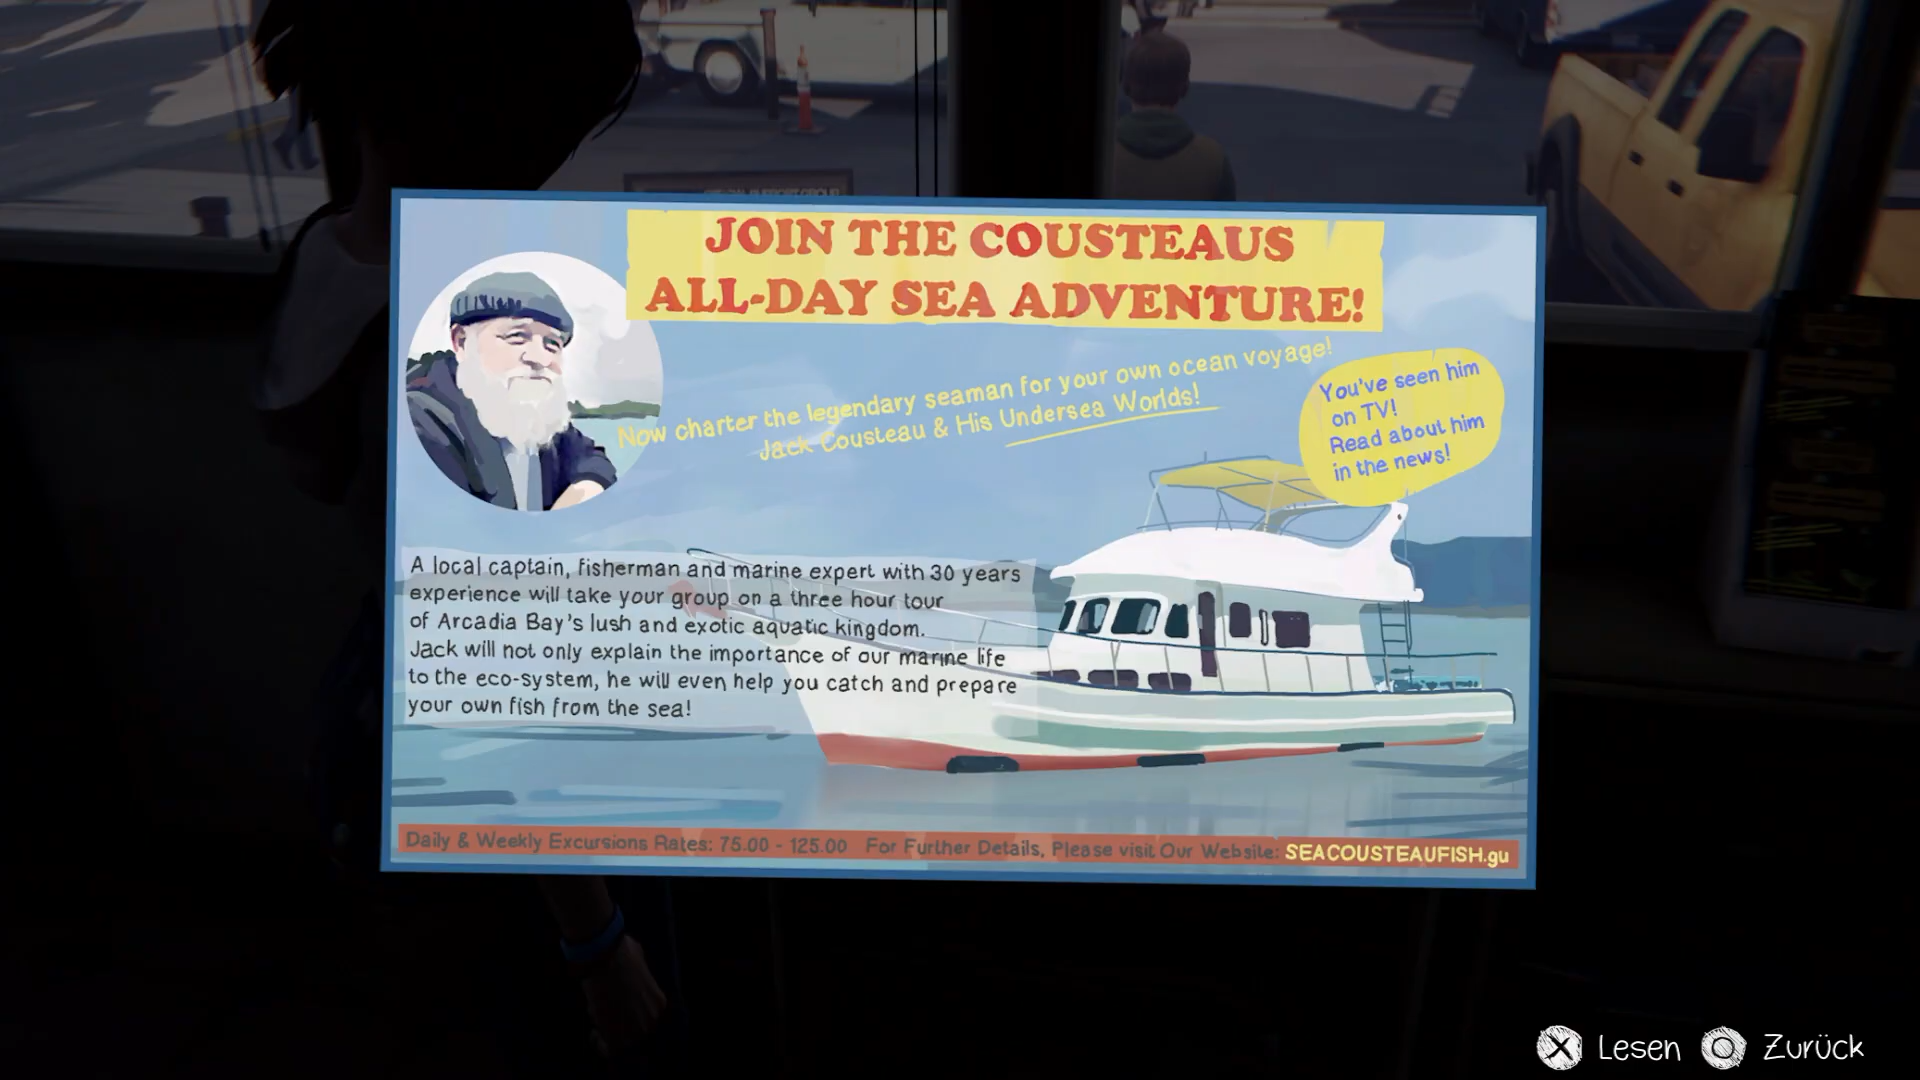 JOIN THE COUSTEAUS
ALL-DAY SEA ADVENTURE!
Now charter the legendary seaman for your own ocean voyage!
Jack Cousteau & His Undersea Worlds!
You've seen him
on TV!
Read about him
in the news!
A local captain, fisherman and marine expert with 30 years
experience will take your group on a three hour tour
of Arcadia Bay's lush and exotic aquatic kingdom.
Jack will not only explain the importance of our marine life
to the eco-system, he will even help you catch and prepare
your own fish from the sea!
Daily & Weekly Excursions Rates: 75.00 - 125.00 For Further Details, Please visit Our Website: SEACOUSTEAUFISH.gu
Lesen Zurück